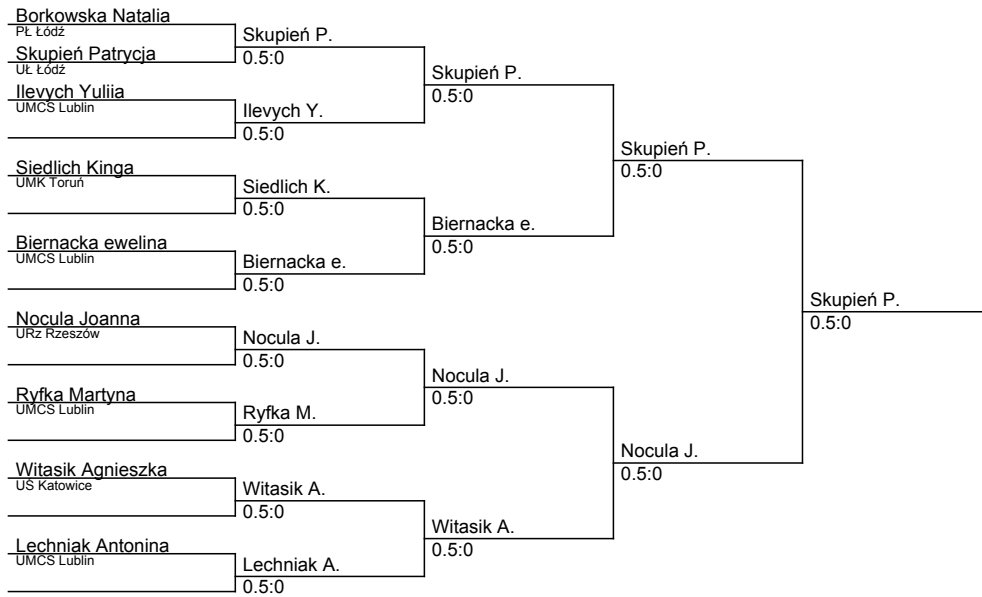 Borkowska Natalia
PŁ Łódź
Skupień Patrycja
UŁ Łódź
Ilevych Yuliia
UMCS Lublin
Siedlich Kinga
UMK Toruń
Biernacka ewelina
UMCS Lublin
Nocula Joanna
URz Rzeszów
Ryfka Martyna
UMCS Lublin
Witasik Agnieszka
UŚ Katowice
Lechniak Antonina
UMCS Lublin
Skupień P.
0.5:0
Ilevych Y.
0.5:0
Siedlich K.
0.5:0
Biernacka e.
0.5:0
Nocula J.
0.5:0
Ryfka M.
0.5:0
Witasik A.
0.5:0
Lechniak A.
0.5:0
Skupień P.
0.5:0
Biernacka e.
0.5:0
Nocula J.
0.5:0
Witasik A.
0.5:0
Skupień P.
0.5:0
Nocula J.
0.5:0
Skupień P.
0.5:0